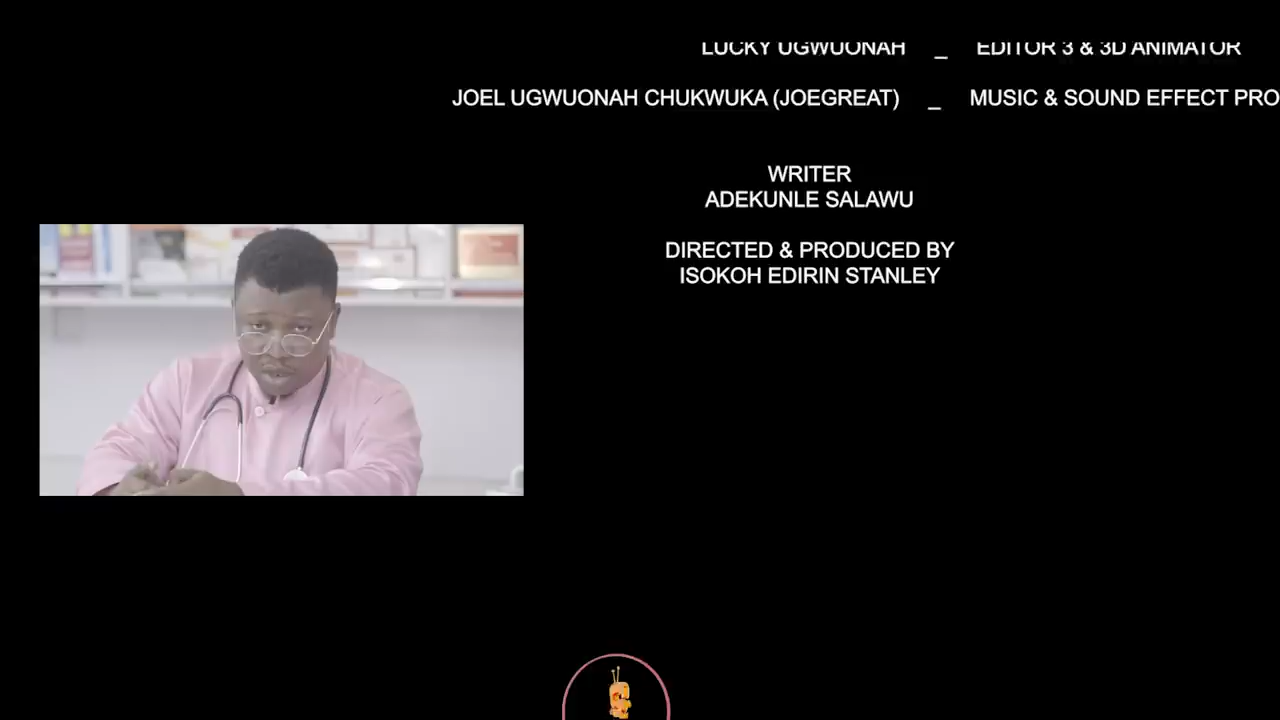 LUCKY UGWUONAH _ EDITOR 3 & 3D ANIMATOR
JOEL UGWUONAH CHUKWUKA (JOEGREAT) _ MUSIC & SOUND EFFECT PRO
WRITER
ADEKUNLE SALAWU
DIRECTED & PRODUCED BY
ISOKOH EDIRIN STANLEY